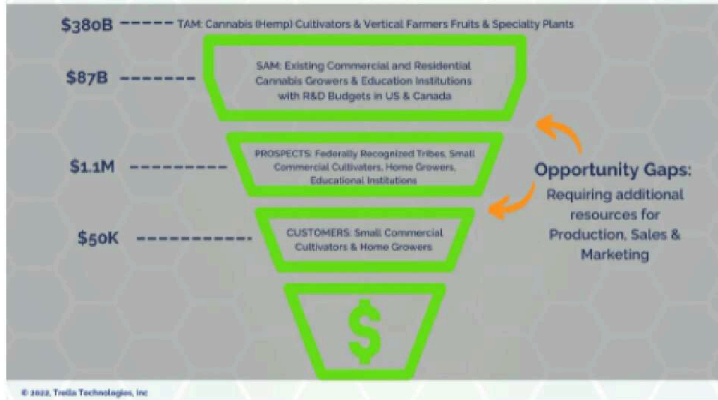 $380B
TAM: Cannabis (Hemp) Cultivators & Vertical Farmers Fruits & Specialty Plants
$87B
SAM: Existing Commercial and Residential
Cannabis Growers & Education Institutions
with R&D Budgets in US & Canada
$1.1M
PROSPECTS: Federally Recognized Tribes, Small
Commercial Cultivators, Home Growers,
Educational Institutions
Opportunity Gaps:
Requiring additional
resources for
Production, Sales &
Marketing
$50K
CUSTOMERS: Small Commercial
Cultivators & Home Growers
$
© 2022, Trella Technologies, Inc